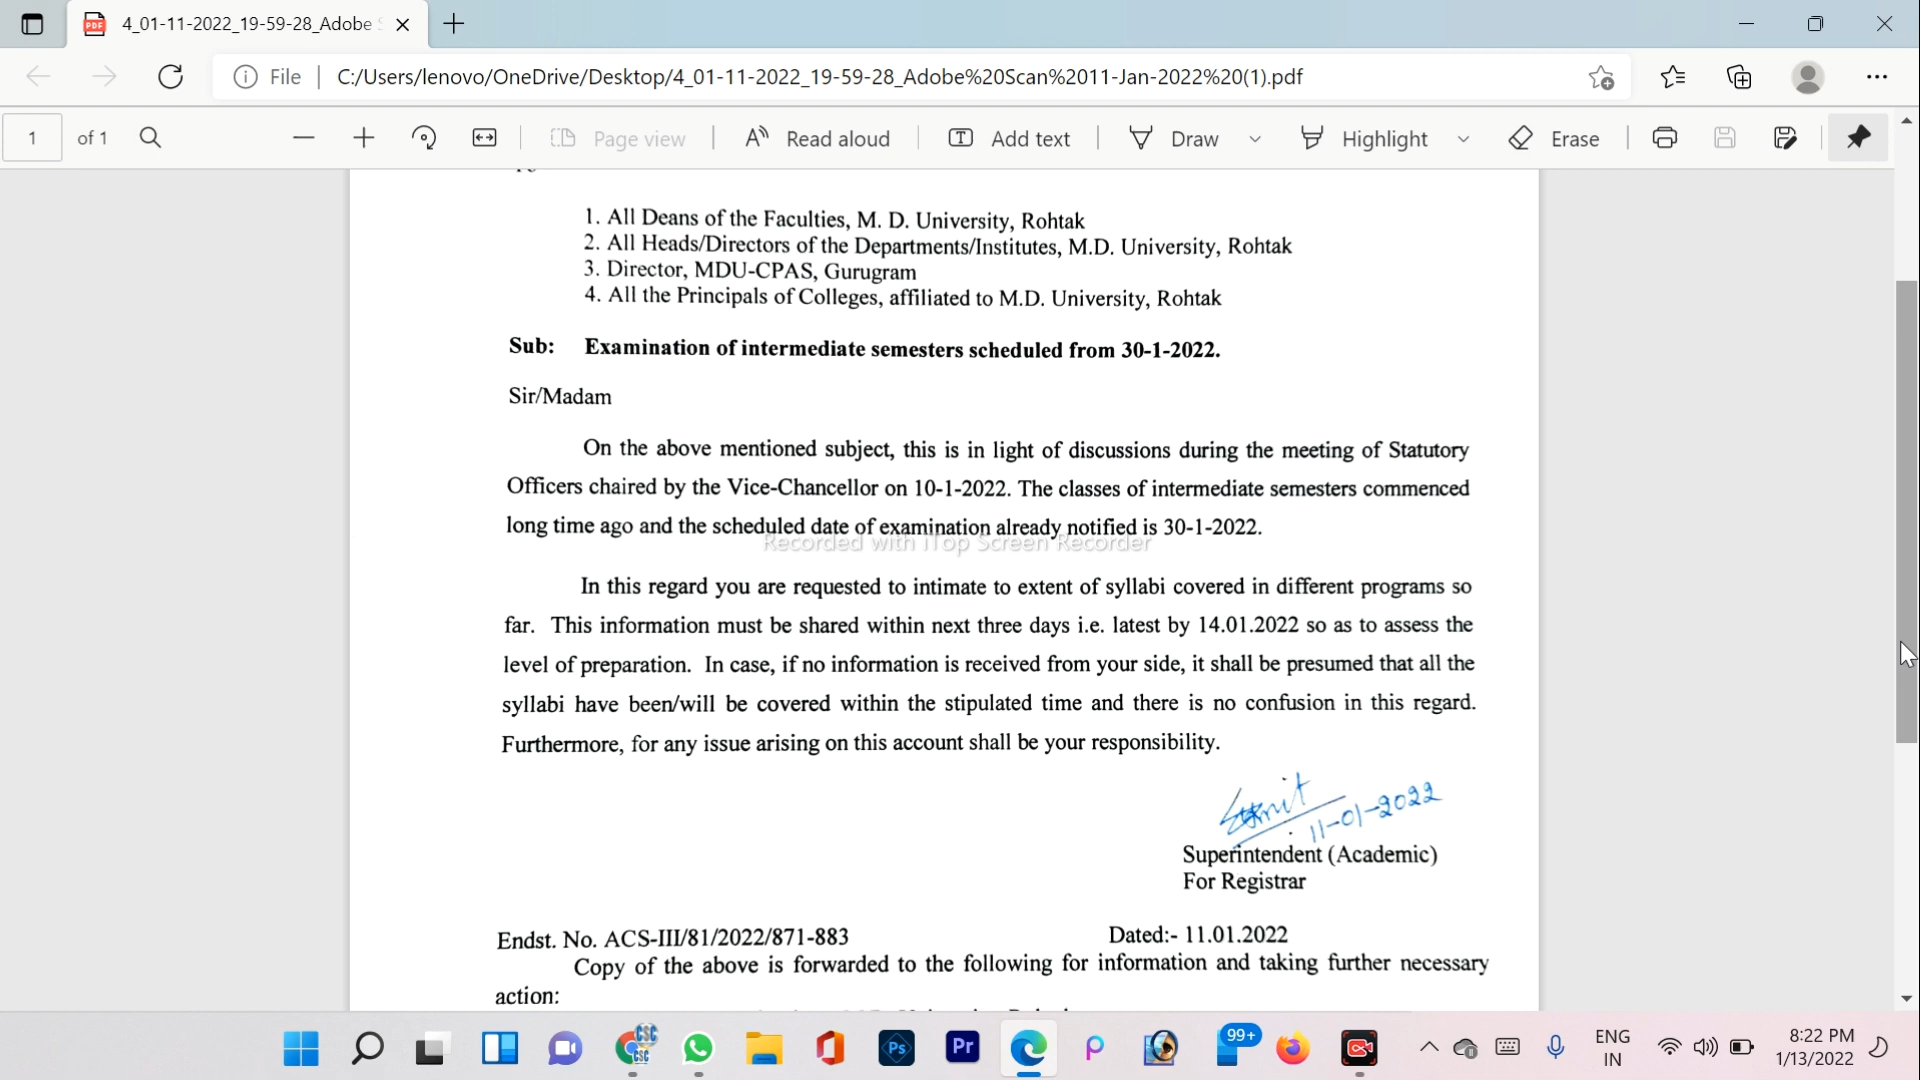 4_01-11-2022_19-59-28_Adobe S
File
C:/Users/lenovo/OneDrive/Desktop/4_01-11-2022_19-59-28_Adobe%20Scan%2011-Jan-2022%20(1).pdf
1 of 1
Page view
Read aloud
Add text
Draw
Highlight
Erase
1. All Deans of the Faculties, M. D. University, Rohtak
2. All Heads/Directors of the Departments/Institutes, M.D. University, Rohtak
3. Director, MDU-CPAS, Gurugram
4. All the Principals of Colleges, affiliated to M.D. University, Rohtak
Sub: Examination of intermediate semesters scheduled from 30-1-2022.
Sir/Madam
On the above mentioned subject, this is in light of discussions during the meeting of Statutory
Officers chaired by the Vice-Chancellor on 10-1-2022. The classes of intermediate semesters commenced
long time ago and the scheduled date of examination already notified is 30-1-2022.
Recorded with iTop Screen Recorder
In this regard you are requested to intimate to extent of syllabi covered in different programs so
far. This information must be shared within next three days i.e. latest by 14.01.2022 so as to assess the
level of preparation. In case, if no information is received from your side, it shall be presumed that all the
syllabi have been/will be covered within the stipulated time and there is no confusion in this regard.
Furthermore, for any issue arising on this account shall be your responsibility.
11-01-2022
Superintendent (Academic)
For Registrar
Endst. No. ACS-III/81/2022/871-883 Dated:- 11.01.2022
Copy of the above is forwarded to the following for information and taking further necessary
action:
CSC
CSC
Ps
Pr
99+
ENG
IN
8:22 PM
1/13/2022